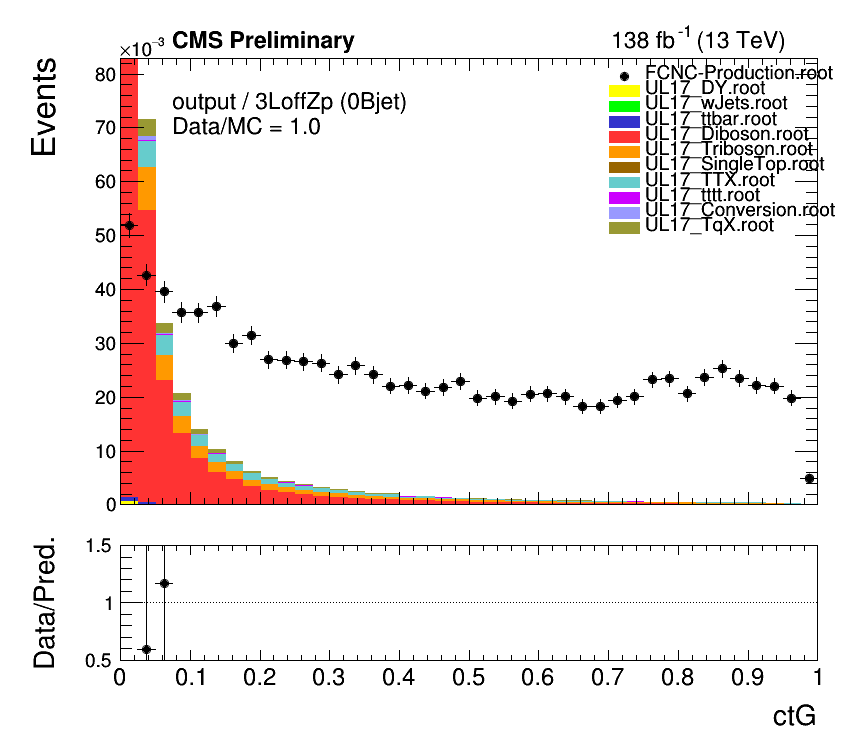 ×10⁻³ CMS Preliminary 138 fb⁻¹ (13 TeV)
Events
80
70
60
50
40
30
20
10
0
output / 3LoffZp (0Bjet)
Data/MC = 1.0
FCNC-Production.root
UL17_DY.root
UL17_wJets.root
UL17_ttbar.root
UL17_Diboson.root
UL17_Triboson.root
UL17_SingleTop.root
UL17_TTX.root
UL17_tttt.root
UL17_Conversion.root
UL17_TqX.root
Data/Pred.
1.5
1
0.5
0 0.1 0.2 0.3 0.4 0.5 0.6 0.7 0.8 0.9 1
ctG